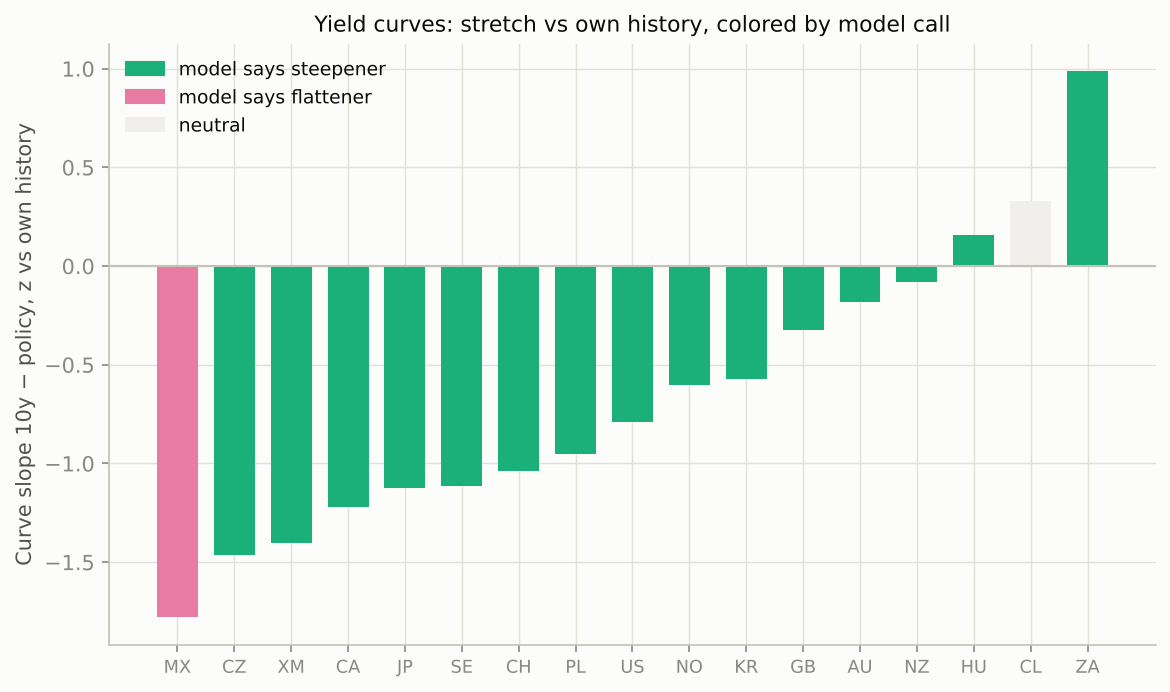 Yield curves: stretch vs own history, colored by model call
model says steepener
model says flattener
neutral
Curve slope 10y − policy, z vs own history
1.0
0.5
0.0
−0.5
−1.0
−1.5
MX CZ XM CA JP SE CH PL US NO KR GB AU NZ HU CL ZA